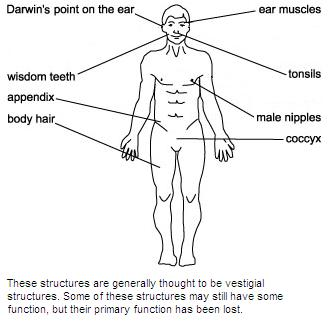 Darwin's point on the ear
ear muscles
wisdom teeth
tonsils
appendix
male nipples
body hair
coccyx
These structures are generally thought to be vestigial
structures. Some of these structures may still have some
function, but their primary function has been lost.